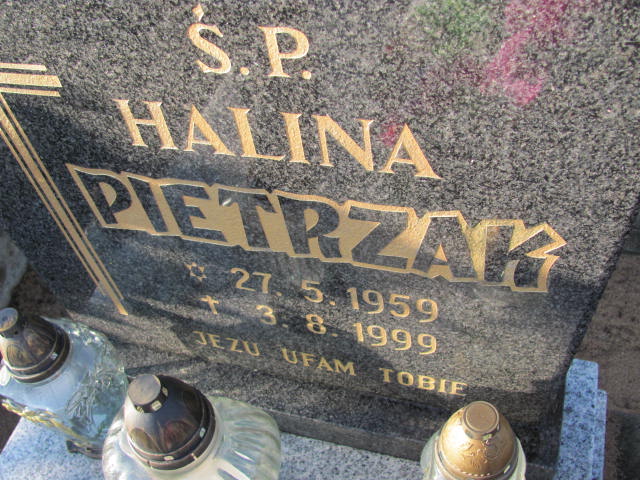 Ś.P.
HALINA
PIETRZAK
✡ 27.5.1959
✝ 3.8.1999
JEZU UFAM TOBIE